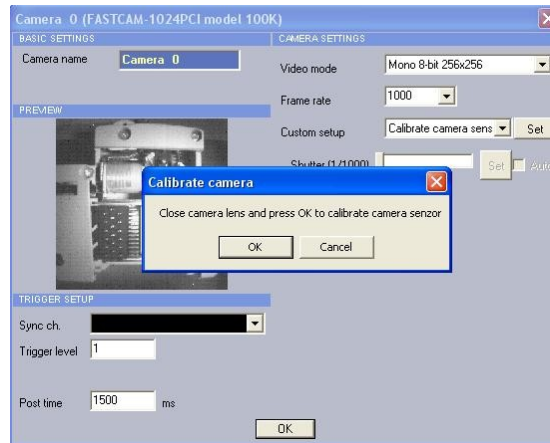 Camera 0 (FASTCAM-1024PCI model 100K)
BASIC SETTINGS
Camera name Camera 0
PREVIEW
CAMERA SETTINGS
Video mode Mono 8-bit 256x256
Frame rate 1000
Custom setup Calibrate camera sens Set
Shutter (1/1000) Set Auto
Calibrate camera
Close camera lens and press OK to calibrate camera senzor
OK Cancel
TRIGGER SETUP
Sync ch.
Trigger level 1
Post time 1500 ms
OK